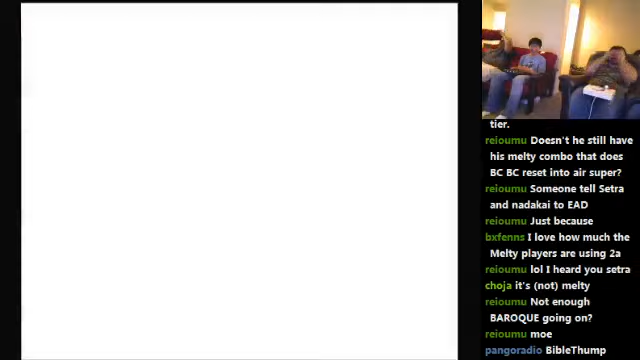 tier.
reioumu Doesn't he still have
his melty combo that does
BC BC reset into air super?
reioumu Someone tell Setra
and nadakai to EAD
reioumu Just because
bxfenns I love how much the
Melty players are using 2a
reioumu lol I heard you setra
choja it's (not) melty
reioumu Not enough
BAROQUE going on?
reioumu moe
pangoradio BibleThump